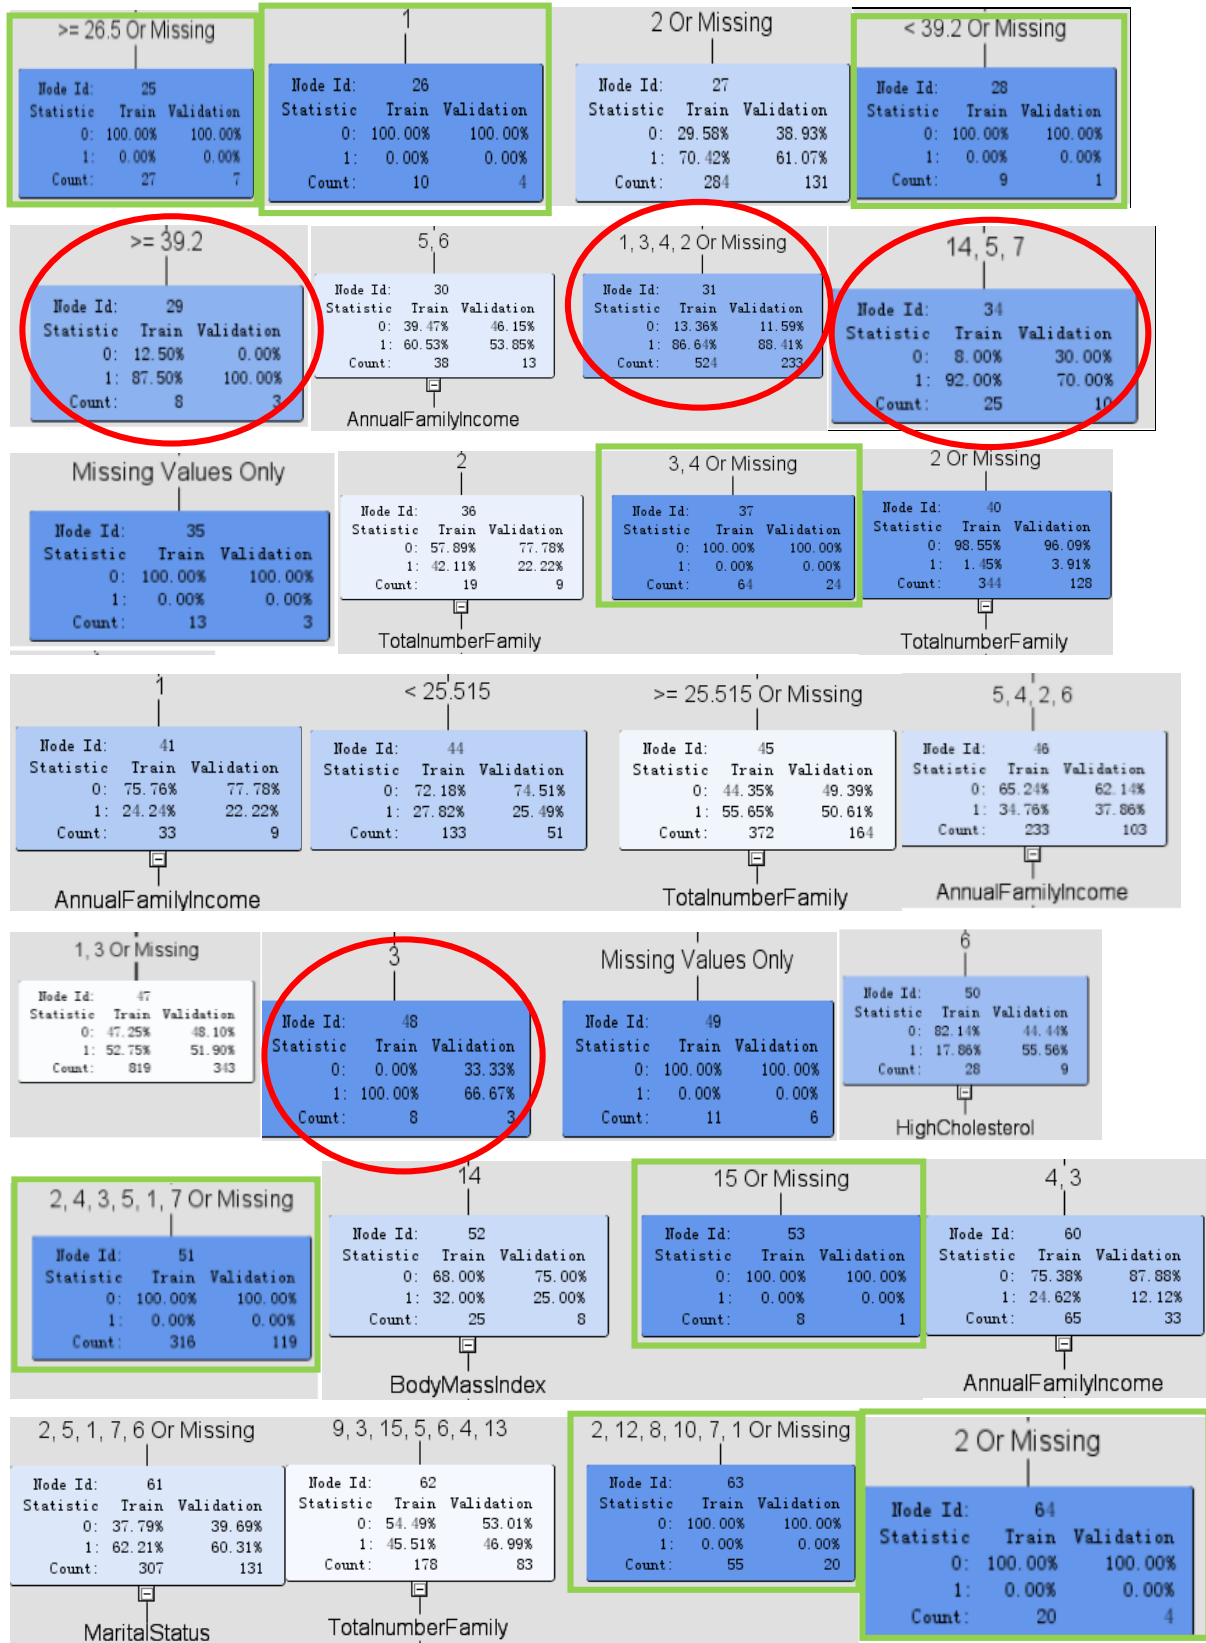 >= 26.5 Or Missing
Node Id: 25
Statistic Train Validation
0: 100.00% 100.00%
1: 0.00% 0.00%
Count: 27 7
1
Node Id: 26
Statistic Train Validation
0: 100.00% 100.00%
1: 0.00% 0.00%
Count: 10 4
2 Or Missing
Node Id: 27
Statistic Train Validation
0: 29.58% 38.93%
1: 70.42% 61.07%
Count: 284 131
< 39.2 Or Missing
Node Id: 28
Statistic Train Validation
0: 100.00% 100.00%
1: 0.00% 0.00%
Count: 9 1
>= 39.2
Node Id: 29
Statistic Train Validation
0: 12.50% 0.00%
1: 87.50% 100.00%
Count: 8 3
5, 6
Node Id: 30
Statistic Train Validation
0: 39.47% 46.15%
1: 60.53% 53.85%
Count: 38 13
AnnualFamilyIncome
1, 3, 4, 2 Or Missing
Node Id: 31
Statistic Train Validation
0: 13.36% 11.59%
1: 86.64% 88.41%
Count: 524 233
14, 5, 7
Node Id: 34
Statistic Train Validation
0: 8.00% 30.00%
1: 92.00% 70.00%
Count: 25 10
Missing Values Only
Node Id: 35
Statistic Train Validation
0: 100.00% 100.00%
1: 0.00% 0.00%
Count: 13 3
2
Node Id: 36
Statistic Train Validation
0: 57.89% 77.78%
1: 42.11% 22.22%
Count: 19 9
TotalnumberFamily
3, 4 Or Missing
Node Id: 37
Statistic Train Validation
0: 100.00% 100.00%
1: 0.00% 0.00%
Count: 64 24
2 Or Missing
Node Id: 40
Statistic Train Validation
0: 98.55% 96.09%
1: 1.45% 3.91%
Count: 344 128
TotalnumberFamily
1
Node Id: 41
Statistic Train Validation
0: 75.76% 77.78%
1: 24.24% 22.22%
Count: 33 9
AnnualFamilyIncome
< 25.515
Node Id: 44
Statistic Train Validation
0: 72.18% 74.51%
1: 27.82% 25.49%
Count: 133 51
>= 25.515 Or Missing
Node Id: 45
Statistic Train Validation
0: 44.35% 49.39%
1: 55.65% 50.61%
Count: 372 164
TotalnumberFamily
5, 4, 2, 6
Node Id: 46
Statistic Train Validation
0: 65.24% 62.14%
1: 34.76% 37.86%
Count: 233 103
AnnualFamilyIncome
1, 3 Or Missing
Node Id: 47
Statistic Train Validation
0: 47.25% 48.10%
1: 52.75% 51.90%
Count: 819 343
3
Node Id: 48
Statistic Train Validation
0: 0.00% 33.33%
1: 100.00% 66.67%
Count: 8 3
Missing Values Only
Node Id: 49
Statistic Train Validation
0: 100.00% 100.00%
1: 0.00% 0.00%
Count: 11 6
6
Node Id: 50
Statistic Train Validation
0: 82.14% 44.44%
1: 17.86% 55.56%
Count: 28 9
HighCholesterol
2, 4, 3, 5, 1, 7 Or Missing
Node Id: 51
Statistic Train Validation
0: 100.00% 100.00%
1: 0.00% 0.00%
Count: 316 119
14
Node Id: 52
Statistic Train Validation
0: 68.00% 75.00%
1: 32.00% 25.00%
Count: 25 8
BodyMassIndex
15 Or Missing
Node Id: 53
Statistic Train Validation
0: 100.00% 100.00%
1: 0.00% 0.00%
Count: 8 1
4, 3
Node Id: 60
Statistic Train Validation
0: 75.38% 87.88%
1: 24.62% 12.12%
Count: 65 33
AnnualFamilyIncome
2, 5, 1, 7, 6 Or Missing
Node Id: 61
Statistic Train Validation
0: 37.79% 39.69%
1: 62.21% 60.31%
Count: 307 131
MaritalStatus
9, 3, 15, 5, 6, 4, 13
Node Id: 62
Statistic Train Validation
0: 54.49% 53.01%
1: 45.51% 46.99%
Count: 178 83
TotalnumberFamily
2, 12, 8, 10, 7, 1 Or Missing
Node Id: 63
Statistic Train Validation
0: 100.00% 100.00%
1: 0.00% 0.00%
Count: 55 20
2 Or Missing
Node Id: 64
Statistic Train Validation
0: 100.00% 100.00%
1: 0.00% 0.00%
Count: 20 4